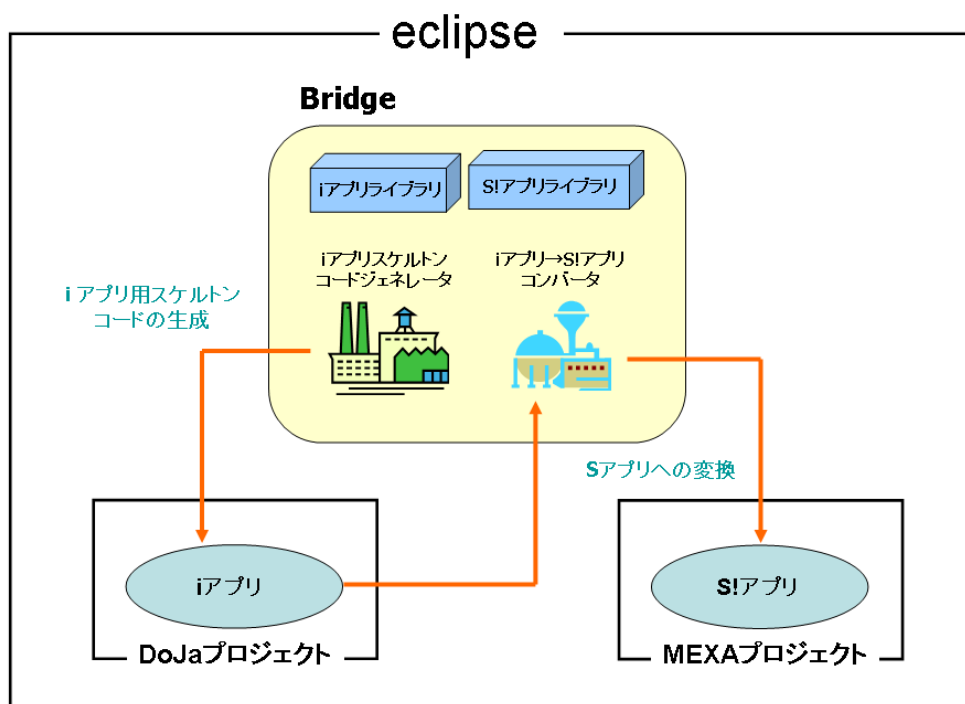 eclipse
Bridge
iアプリライブラリ
S!アプリライブラリ
iアプリスケルトン
コードジェネレータ
iアプリ→S!アプリ
コンバータ
i アプリ用スケルトン
コードの生成
Sアプリへの変換
iアプリ
S!アプリ
DoJaプロジェクト
MEXAプロジェクト